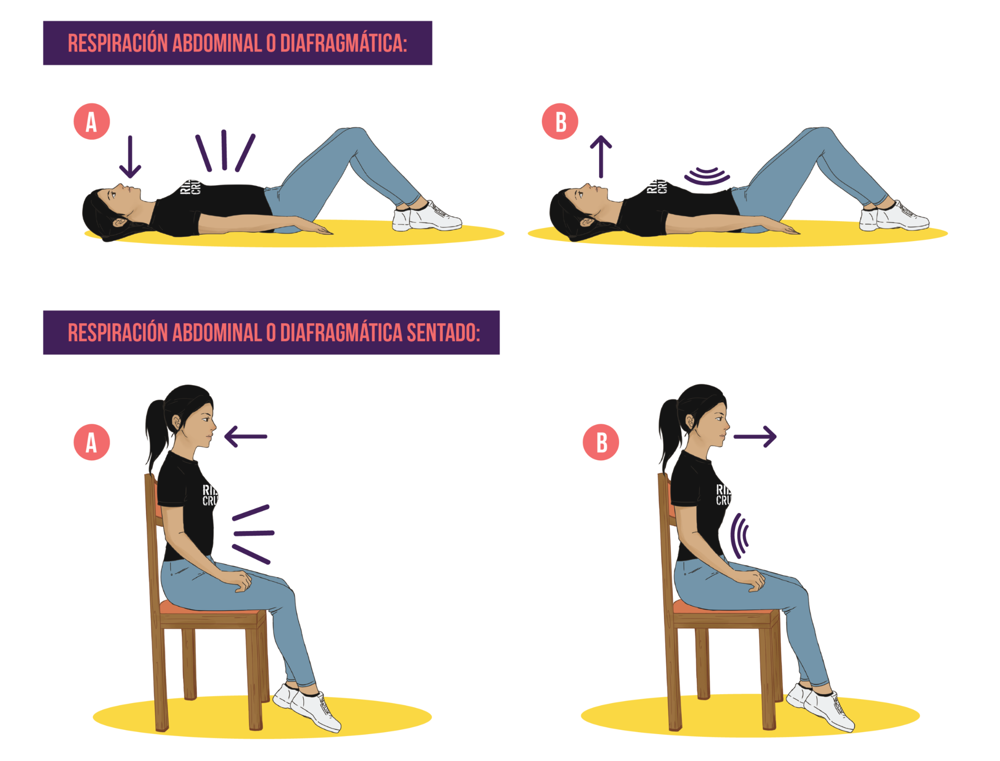 RESPIRACIÓN ABDOMINAL O DIAFRAGMÁTICA:
A
B
RESPIRACIÓN ABDOMINAL O DIAFRAGMÁTICA SENTADO:
A
B